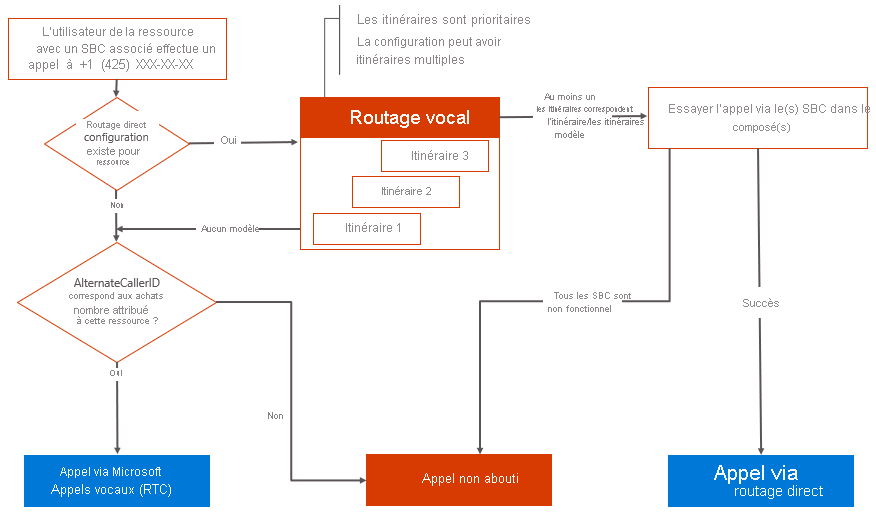 L'utilisateur de la ressource
avec un SBC associé effectue un
appel à +1 (425) XXX-XX-XX
Les itinéraires sont prioritaires
La configuration peut avoir
itinéraires multiples
Routage direct
configuration
existe pour
ressource
Oui
Non
Routage vocal
Itinéraire 3
Itinéraire 2
Itinéraire 1
Aucun modèle
Au moins un
les itinéraires correspondent
l'itinéraire/les itinéraires
modèle
Essayer l'appel via le(s) SBC dans le
composé(s)
AlternateCallerID
correspond aux achats
nombre attribué
à cette ressource ?
Oui
Non
Tous les SBC sont
non fonctionnel
Succès
Appel via Microsoft
Appels vocaux (RTC)
Appel non abouti
Appel via
routage direct